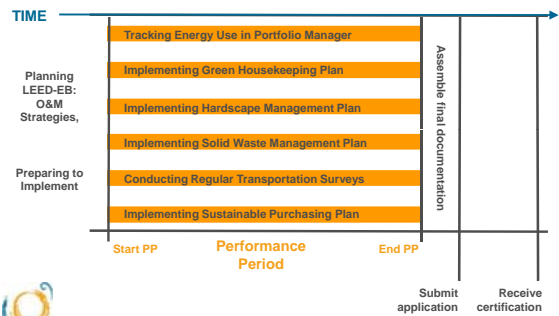 TIME
Tracking Energy Use in Portfolio Manager
Planning
LEED-EB:
O&M
Strategies,
Implementing Green Housekeeping Plan
Implementing Hardscape Management Plan
Implementing Solid Waste Management Plan
Preparing to
Implement
Conducting Regular Transportation Surveys
Implementing Sustainable Purchasing Plan
Assemble final documentation
Start PP
Performance
Period
End PP
Submit
application
Receive
certification